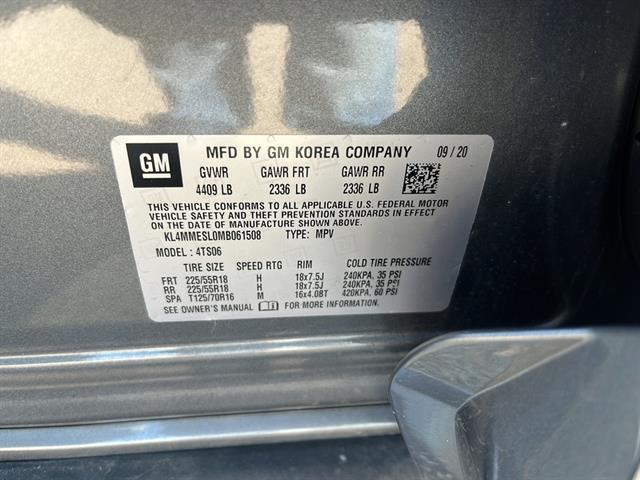 GM MFD BY GM KOREA COMPANY 09 / 20
GVWR GAWR FRT GAWR RR
4409 LB 2336 LB 2336 LB
THIS VEHICLE CONFORMS TO ALL APPLICABLE U.S. FEDERAL MOTOR
VEHICLE SAFETY AND THEFT PREVENTION STANDARDS IN EFFECT
ON THE DATE OF MANUFACTURE SHOWN ABOVE.
KL4MMESL0MB061508 TYPE: MPV
MODEL : 4TS06
TIRE SIZE SPEED RTG RIM COLD TIRE PRESSURE
FRT 225/55R18 H 18x7.5J 240KPA, 35 PSI
RR 225/55R18 H 18x7.5J 240KPA, 35 PSI
SPA T125/70R16 M 16x4.0BT 420KPA, 60 PSI
SEE OWNER'S MANUAL FOR MORE INFORMATION.